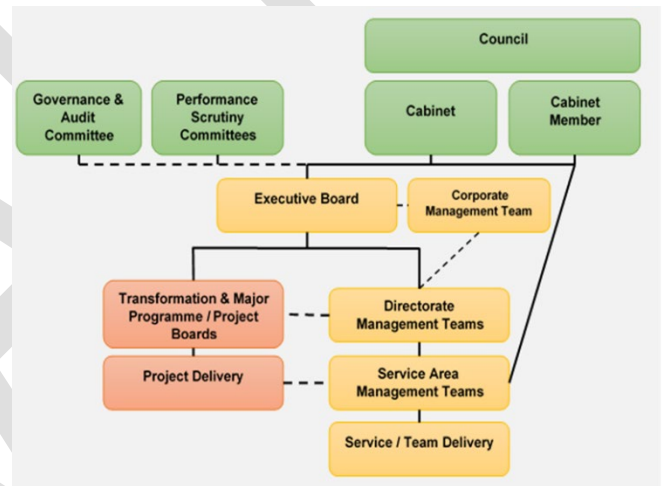 Council
Governance &
Audit
Committee
Performance
Scrutiny
Committees
Cabinet
Cabinet
Member
Executive Board
Corporate
Management Team
Transformation & Major
Programme / Project
Boards
Directorate
Management Teams
Project Delivery
Service Area
Management Teams
Service / Team Delivery